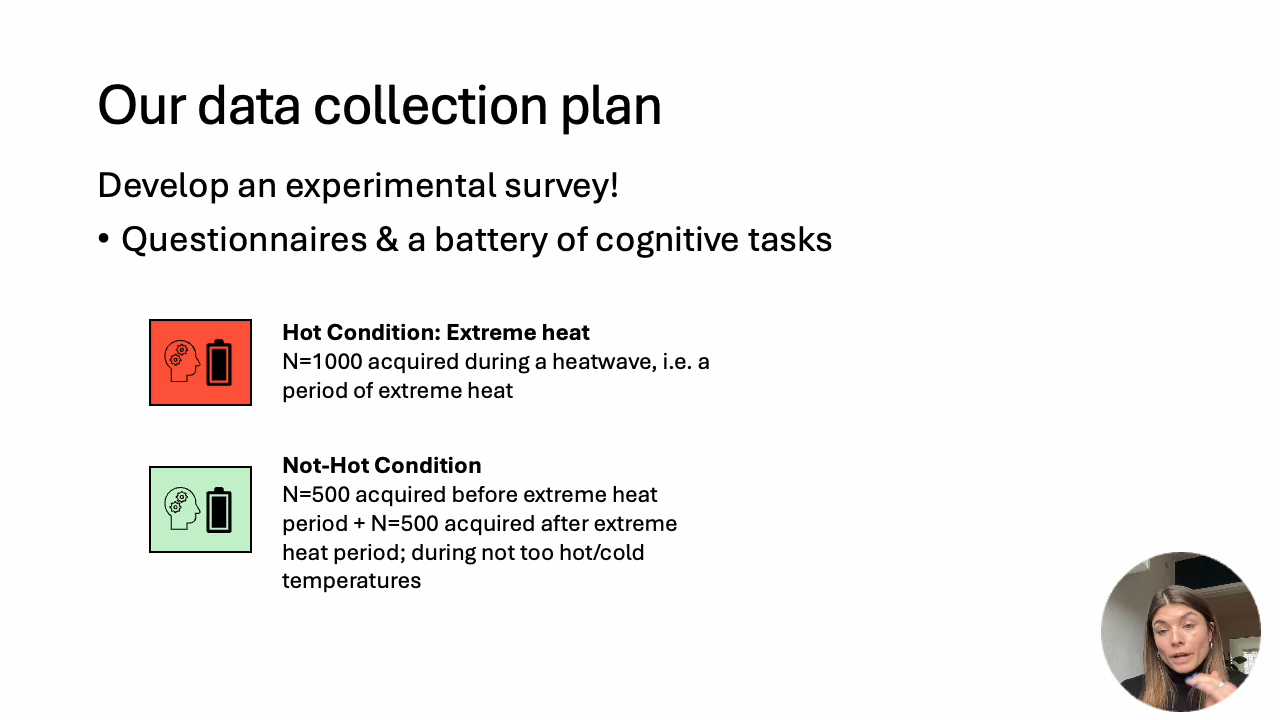 Our data collection plan
Develop an experimental survey!
• Questionnaires & a battery of cognitive tasks
Hot Condition: Extreme heat
N=1000 acquired during a heatwave, i.e. a
period of extreme heat
Not-Hot Condition
N=500 acquired before extreme heat
period + N=500 acquired after extreme
heat period; during not too hot/cold
temperatures